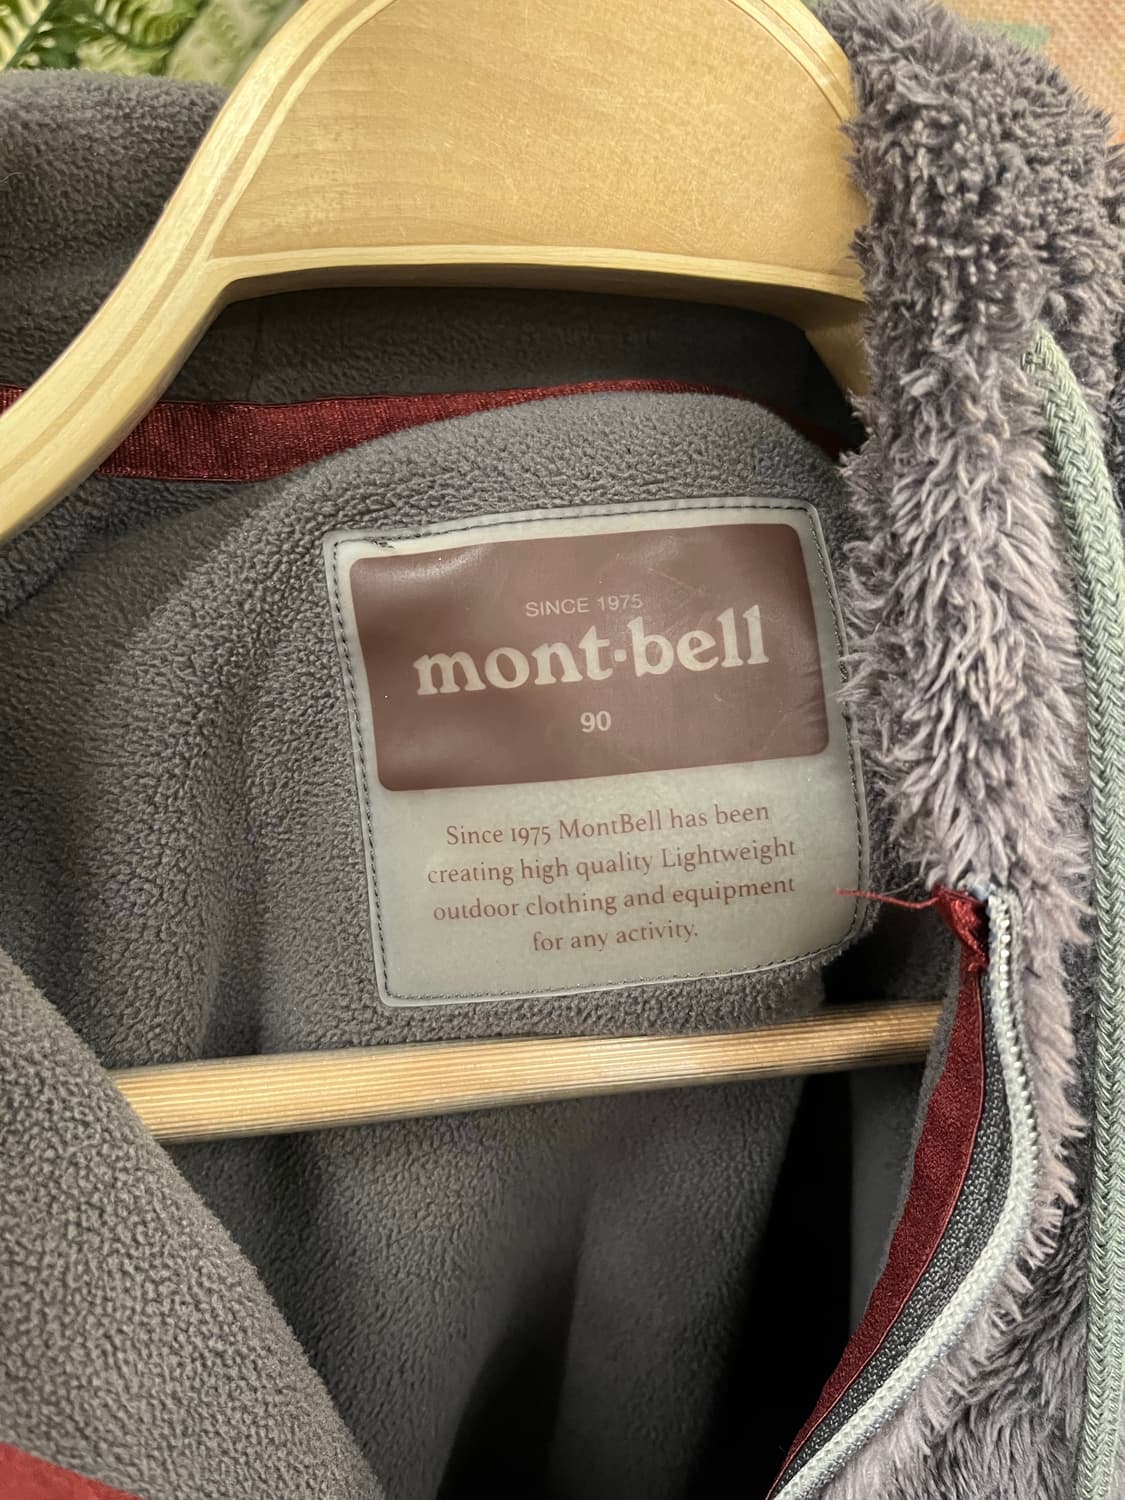 SINCE 1975
mont·bell
90
Since 1975 MontBell has been
creating high quality Lightweight
outdoor clothing and equipment
for any activity.